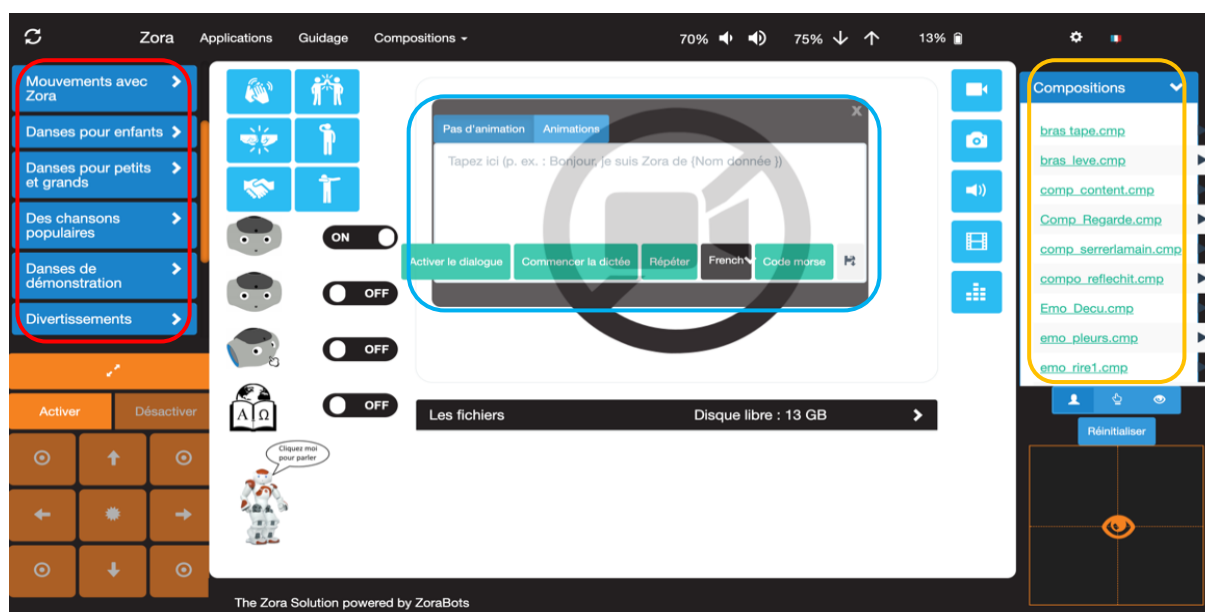 Zora Applications Guidage Compositions
70% 75% 13%
Mouvements avec
Zora
Danses pour enfants
Danses pour petits
et grands
Des chansons
populaires
Danses de
démonstration
Divertissements
Activer Désactiver
ON
OFF
OFF
OFF
A Ω
Cliquez moi
pour parler
Pas d'animation Animations
x
Tapez ici (p. ex. : Bonjour, je suis Zora de {Nom donnée })
Activer le dialogue Commencer la dictée Répéter French Code morse
Les fichiers Disque libre : 13 GB
Compositions
bras tape.cmp
bras_leve.cmp
comp_content.cmp
Comp_Regarde.cmp
comp_serrerlamain.cmp
compo_reflechit.cmp
Emo_Decu.cmp
emo_pleurs.cmp
emo_rire1.cmp
Réinitialiser
The Zora Solution powered by ZoraBots